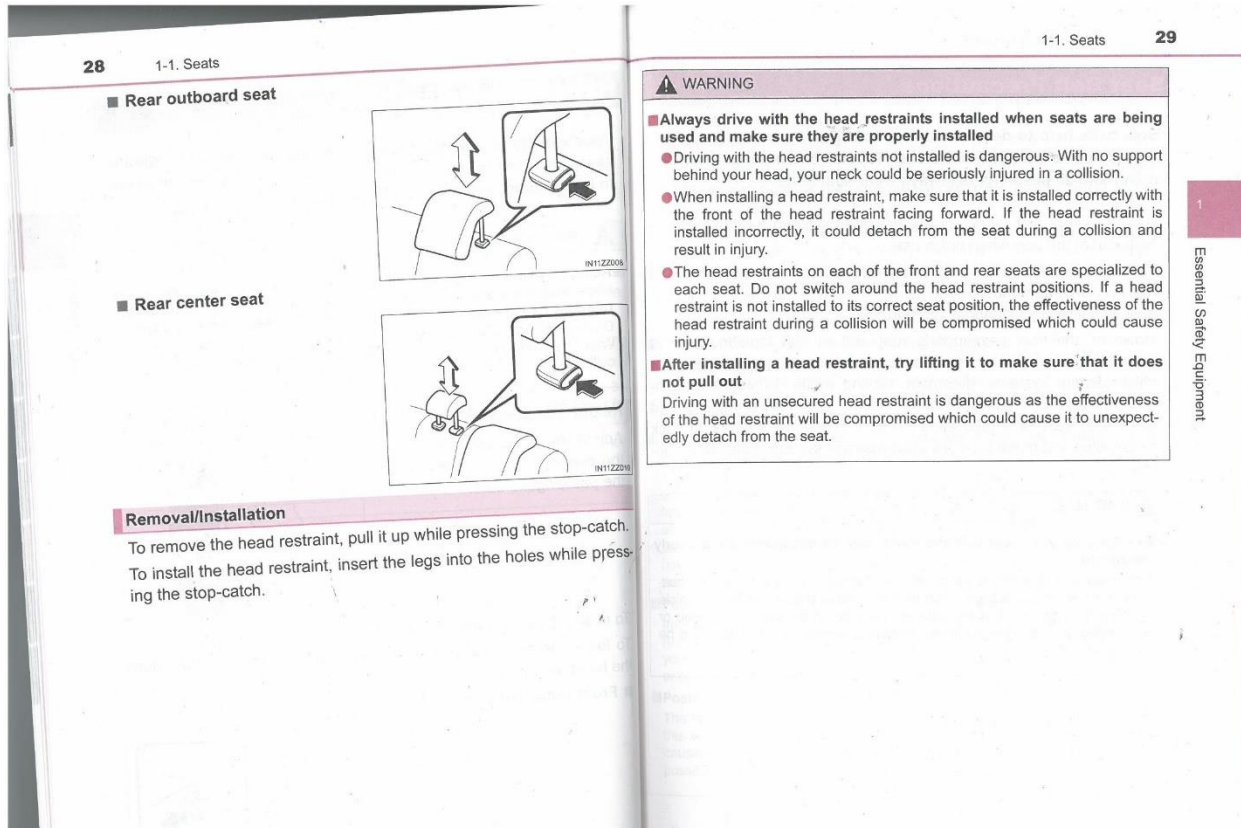 28 1-1. Seats
■ Rear outboard seat
IN11ZZ009
■ Rear center seat
IN11ZZ010
Removal/Installation
To remove the head restraint, pull it up while pressing the stop-catch.
To install the head restraint, insert the legs into the holes while press-
ing the stop-catch.
1-1. Seats 29
WARNING
■Always drive with the head restraints installed when seats are being
used and make sure they are properly installed
●Driving with the head restraints not installed is dangerous. With no support
behind your head, your neck could be seriously injured in a collision.
●When installing a head restraint, make sure that it is installed correctly with
the front of the head restraint facing forward. If the head restraint is
installed incorrectly, it could detach from the seat during a collision and
result in injury.
●The head restraints on each of the front and rear seats are specialized to
each seat. Do not switch around the head restraint positions. If a head
restraint is not installed to its correct seat position, the effectiveness of the
head restraint during a collision will be compromised which could cause
injury.
■After installing a head restraint, try lifting it to make sure that it does
not pull out
Driving with an unsecured head restraint is dangerous as the effectiveness
of the head restraint will be compromised which could cause it to unexpect-
edly detach from the seat.
1
Essential Safety Equipment